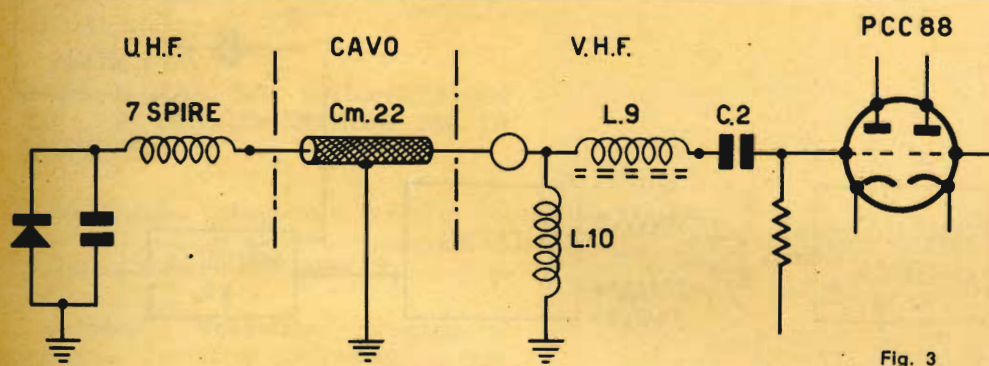 U.H.F. CAVO V.H.F. PCC 88
7 SPIRE Cm. 22 L.9 C.2
L.10
Fig. 3